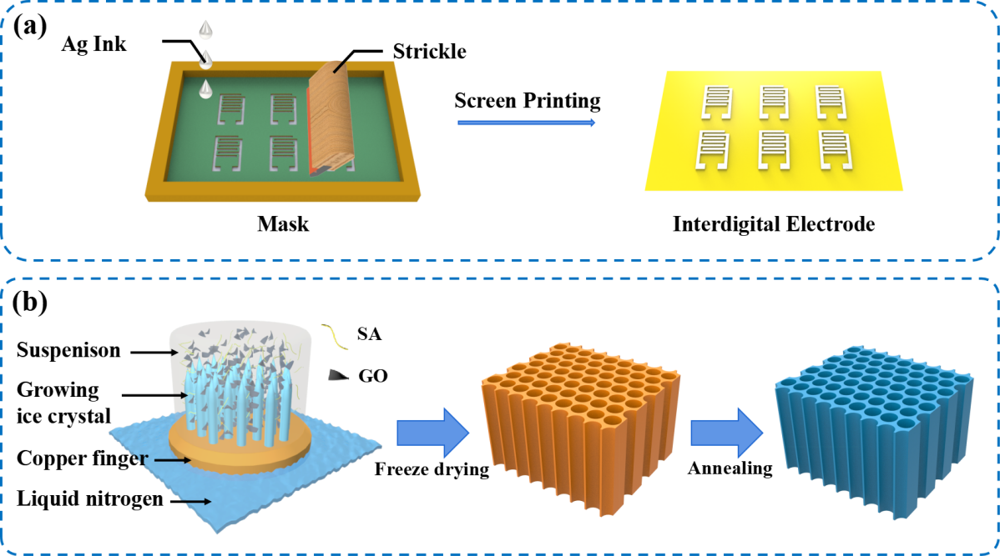 (a)
Ag Ink
Strickle
Screen Printing
Mask
Interdigital Electrode
(b)
Suspenison
SA
GO
Growing
ice crystal
Copper finger
Liquid nitrogen
Freeze drying
Annealing